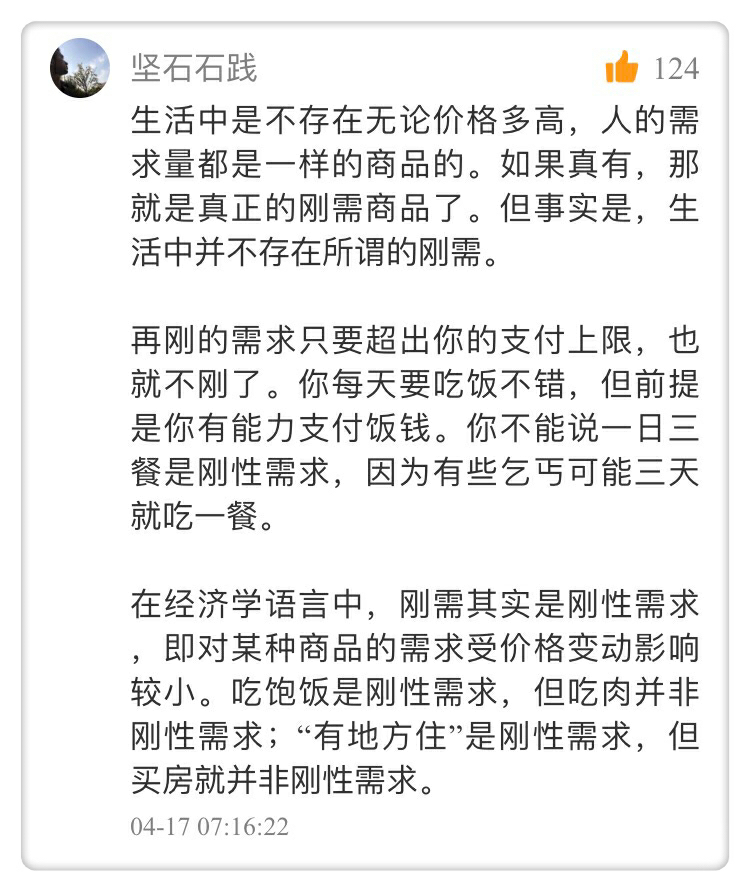 坚石石践
124
生活中是不存在无论价格多高，人的需
求量都是一样的商品的。如果真有，那
就是真正的刚需商品了。但事实是，生
活中并不存在所谓的刚需。
再刚的需求只要超出你的支付上限，也
就不刚了。你每天要吃饭不错，但前提
是你有能力支付饭钱。你不能说一日三
餐是刚性需求，因为有些乞丐可能三天
就吃一餐。
在经济学语言中，刚需其实是刚性需求
，即对某种商品的需求受价格变动影响
较小。吃饱饭是刚性需求，但吃肉并非
刚性需求；“有地方住”是刚性需求，但
买房就并非刚性需求。
04-17 07:16:22